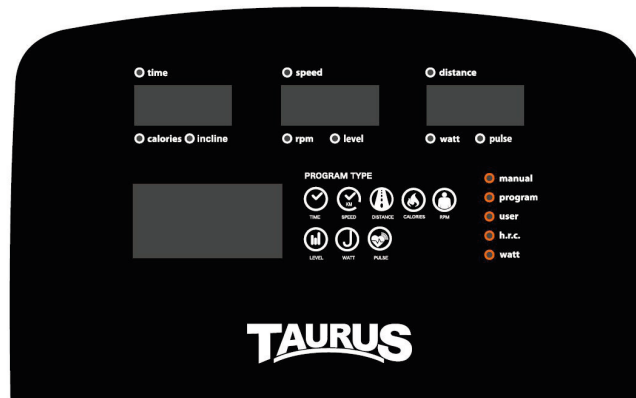 time speed distance
calories incline rpm level watt pulse
PROGRAM TYPE
TIME SPEED DISTANCE CALORIES RPM
KM
LEVEL WATT PULSE
manual
program
user
h.r.c.
watt
TAURUS